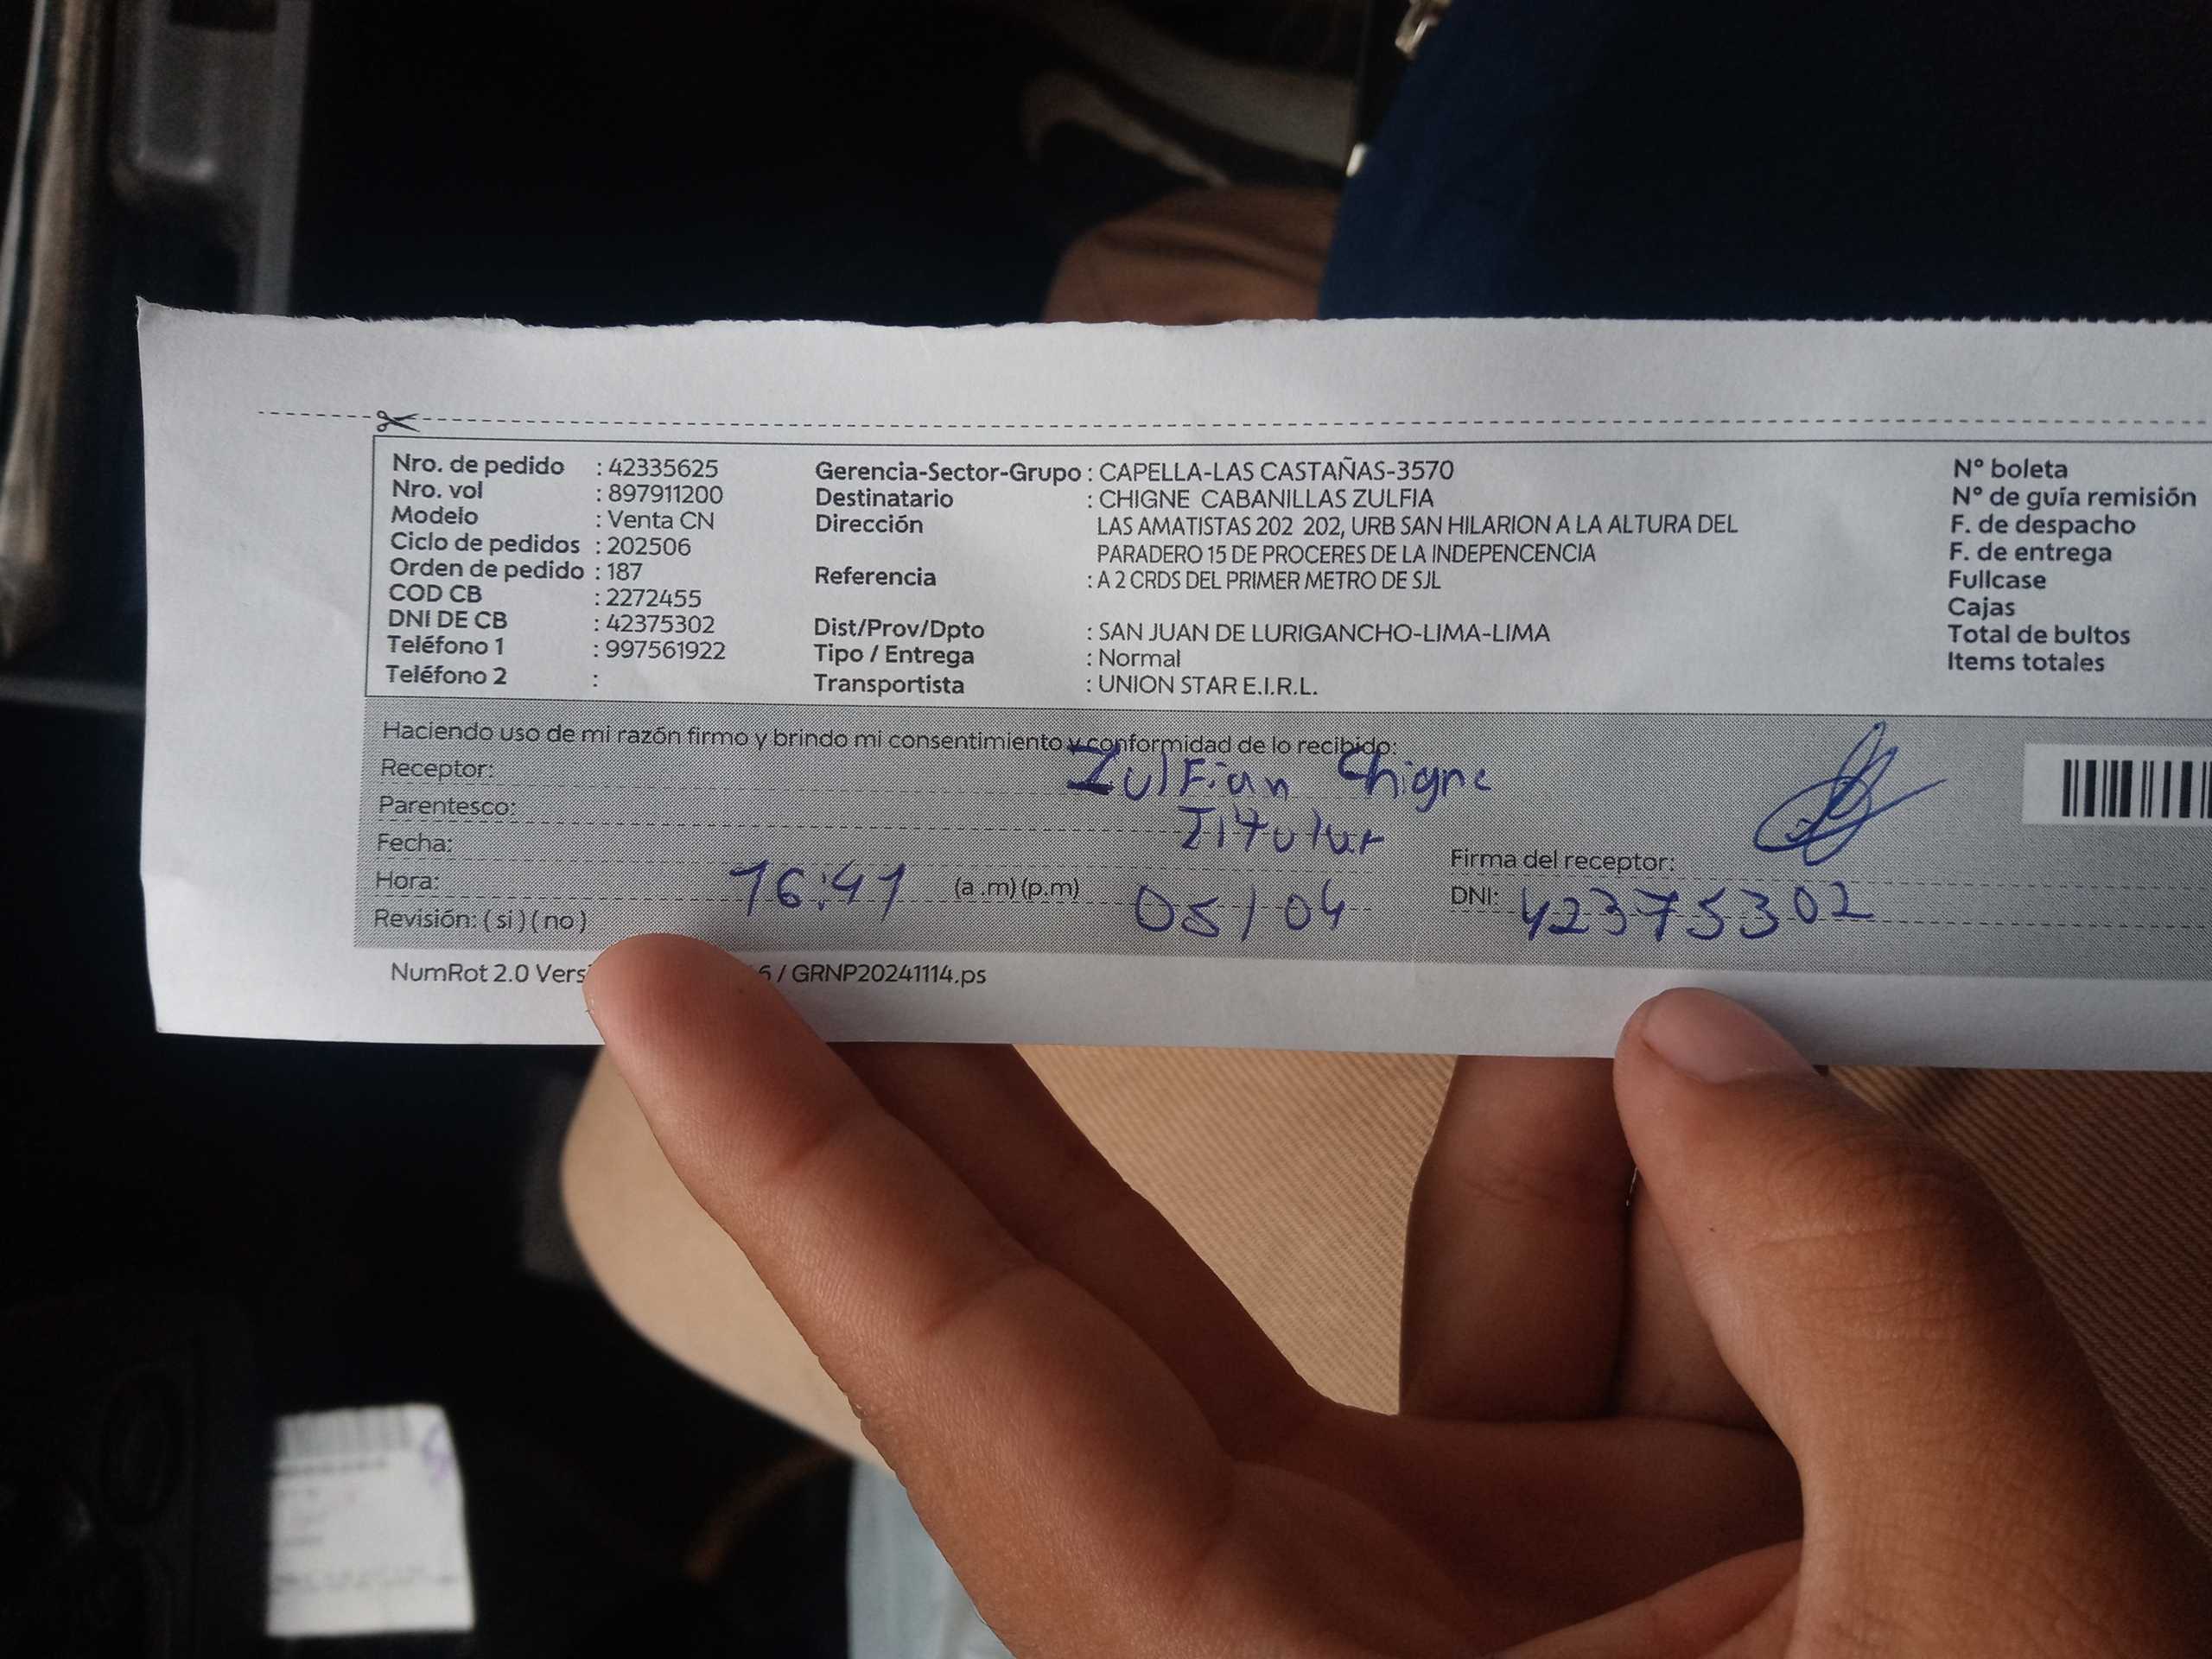 Nro. de pedido : 42335625
Nro. vol : 897911200
Modelo : Venta CN
Ciclo de pedidos : 202506
Orden de pedido : 187
COD CB : 2272455
DNI DE CB : 42375302
Teléfono 1 : 997561922
Teléfono 2 :
Gerencia-Sector-Grupo : CAPELLA-LAS CASTAÑAS-3570
Destinatario : CHIGNE CABANILLAS ZULFIA
Dirección LAS AMATISTAS 202 202, URB SAN HILARION A LA ALTURA DEL
PARADERO 15 DE PROCERES DE LA INDEPENCENCIA
Referencia : A 2 CRDS DEL PRIMER METRO DE SJL
Dist/Prov/Dpto : SAN JUAN DE LURIGANCHO-LIMA-LIMA
Tipo / Entrega : Normal
Transportista : UNION STAR E.I.R.L.
N° boleta
N° de guía remisión
F. de despacho
F. de entrega
Fullcase
Cajas
Total de bultos
Items totales
Haciendo uso de mi razón firmo y brindo mi consentimiento y conformidad de lo recibido:
Receptor: Zulfian Chigne
Parentesco: Titular
Fecha:
Hora: 16:41 (a .m) (p.m) 05/04
Revisión: ( si ) ( no )
Firma del receptor:
DNI: 42375302
NumRot 2.0 Vers 6 / GRNP20241114.ps